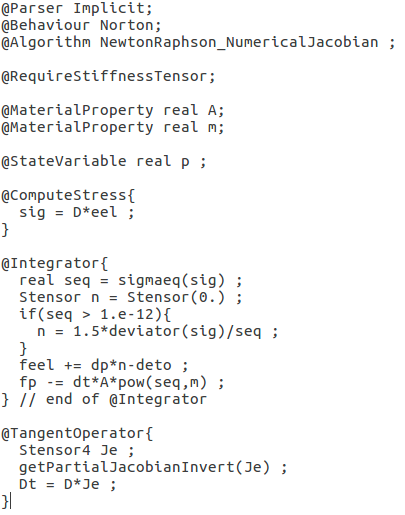 @Parser Implicit;
@Behaviour Norton;
@Algorithm NewtonRaphson_NumericalJacobian ;
@RequireStiffnessTensor;
@MaterialProperty real A;
@MaterialProperty real m;
@StateVariable real p ;
@ComputeStress{
  sig = D*eel ;
}
@Integrator{
  real seq = sigmaeq(sig) ;
  Stensor n = Stensor(0.) ;
  if(seq > 1.e-12){
    n = 1.5*deviator(sig)/seq ;
  }
  feel += dp*n-deto ;
  fp -= dt*A*pow(seq,m) ;
} // end of @Integrator
@TangentOperator{
  Stensor4 Je ;
  getPartialJacobianInvert(Je) ;
  Dt = D*Je ;
}